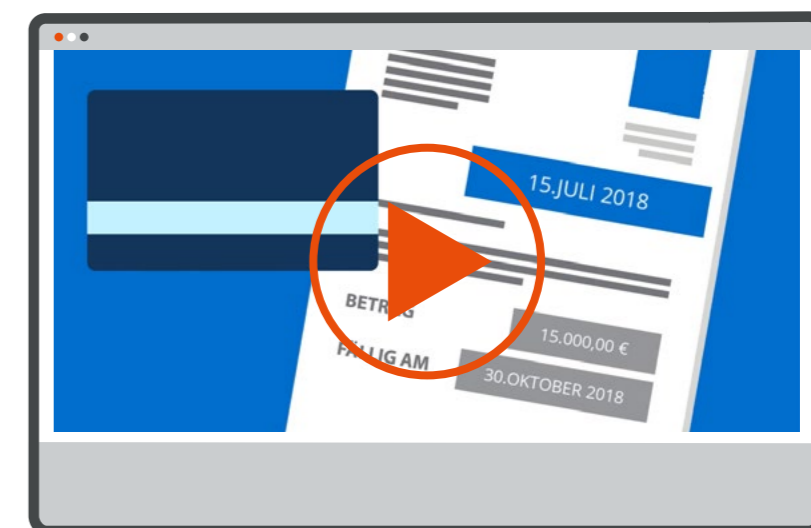 15.JULI 2018
BETRAG
15.000,00 €
FÄLLIG AM
30.OKTOBER 2018